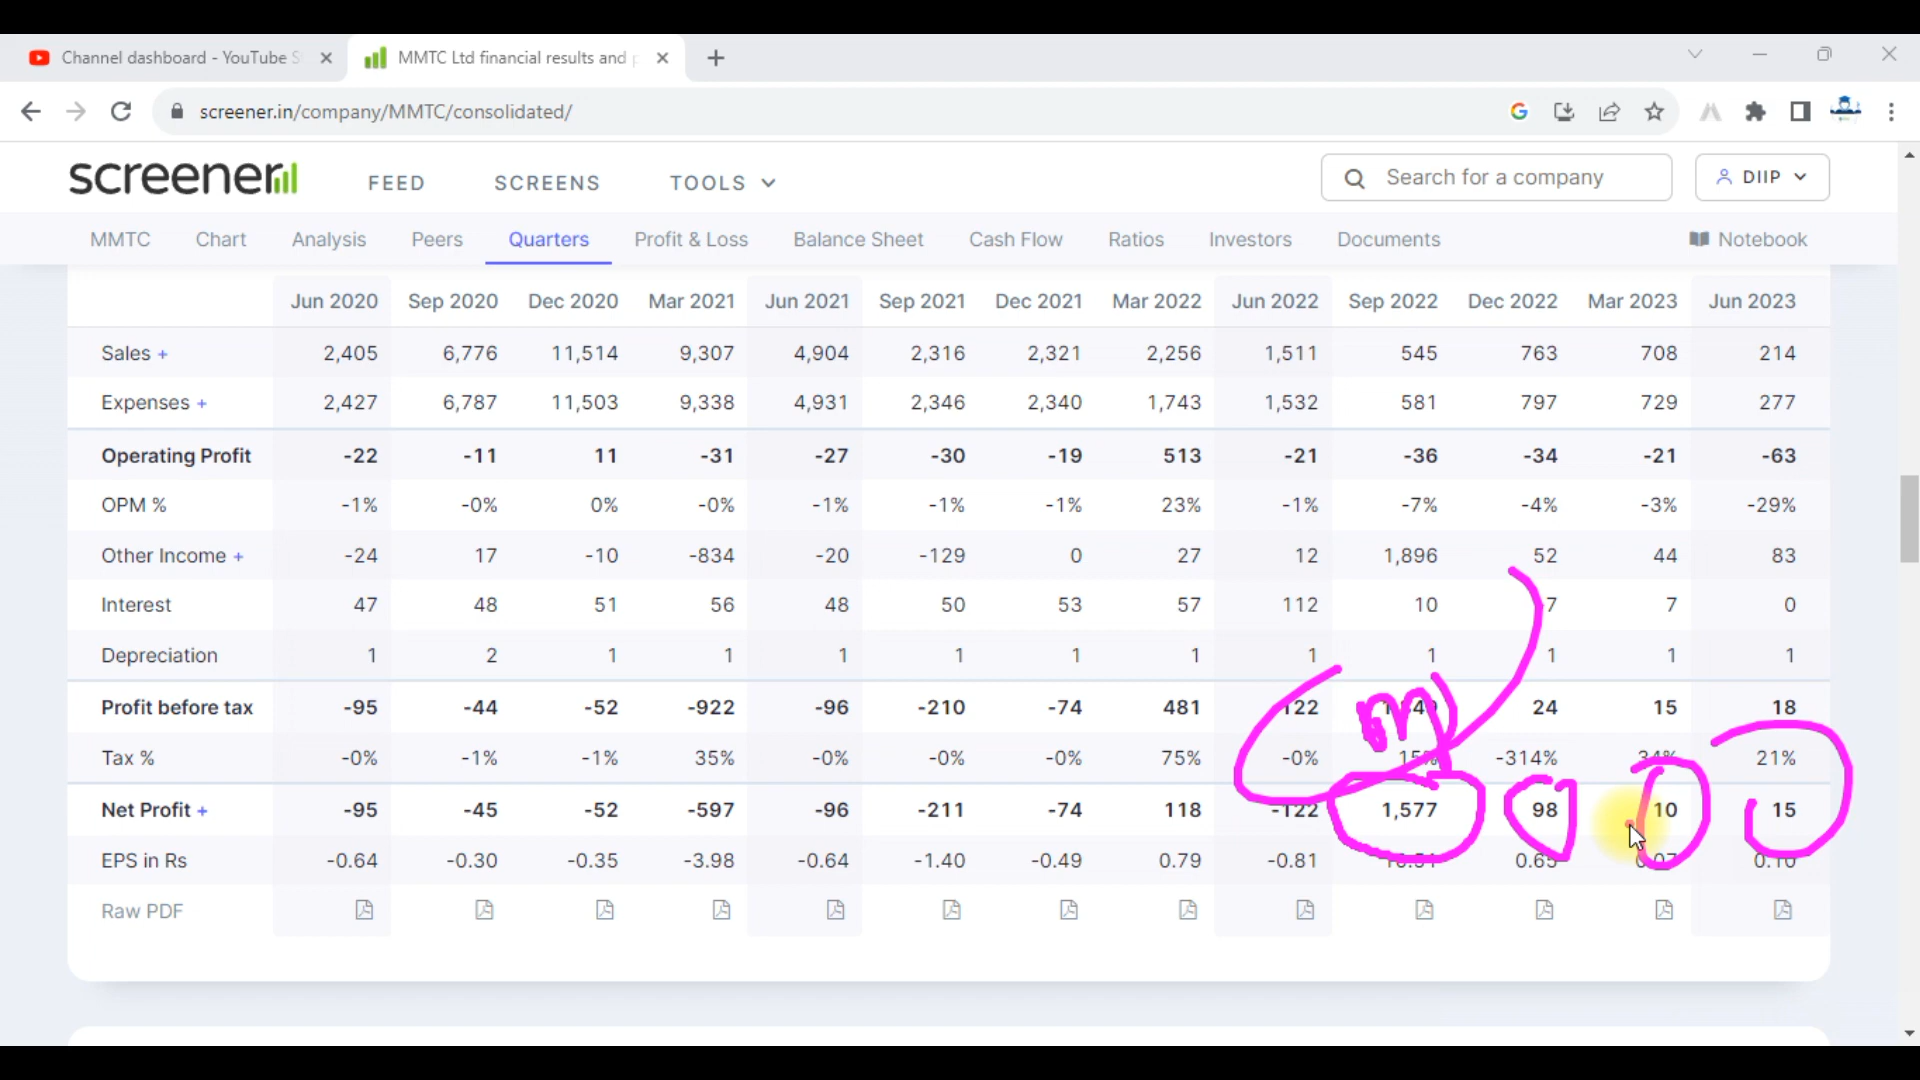 Channel dashboard - YouTube S
MMTC Ltd financial results and p
screener.in/company/MMTC/consolidated/
screener FEED SCREENS TOOLS Search for a company DIIP
MMTC Chart Analysis Peers Quarters Profit & Loss Balance Sheet Cash Flow Ratios Investors Documents Notebook
Jun 2020 Sep 2020 Dec 2020 Mar 2021 Jun 2021 Sep 2021 Dec 2021 Mar 2022 Jun 2022 Sep 2022 Dec 2022 Mar 2023 Jun 2023
Sales + 2,405 6,776 11,514 9,307 4,904 2,316 2,321 2,256 1,511 545 763 708 214
Expenses + 2,427 6,787 11,503 9,338 4,931 2,346 2,340 1,743 1,532 581 797 729 277
Operating Profit -22 -11 11 -31 -27 -30 -19 513 -21 -36 -34 -21 -63
OPM % -1% -0% 0% -0% -1% -1% -1% 23% -1% -7% -4% -3% -29%
Other Income + -24 17 -10 -834 -20 -129 0 27 12 1,896 52 44 83
Interest 47 48 51 56 48 50 53 57 112 10 7 7 0
Depreciation 1 2 1 1 1 1 1 1 1 1 1 1 1
Profit before tax -95 -44 -52 -922 -96 -210 -74 481 24 15 18
Tax % -0% -1% -1% 35% -0% -0% -0% 75% -0% 15% -314% 34% 21%
Net Profit + -95 -45 -52 -597 -96 -211 -74 118 -122 1,577 98 10 15
EPS in Rs -0.64 -0.30 -0.35 -3.98 -0.64 -1.40 -0.49 0.79 -0.81 0.65 0.07 0.10
Raw PDF